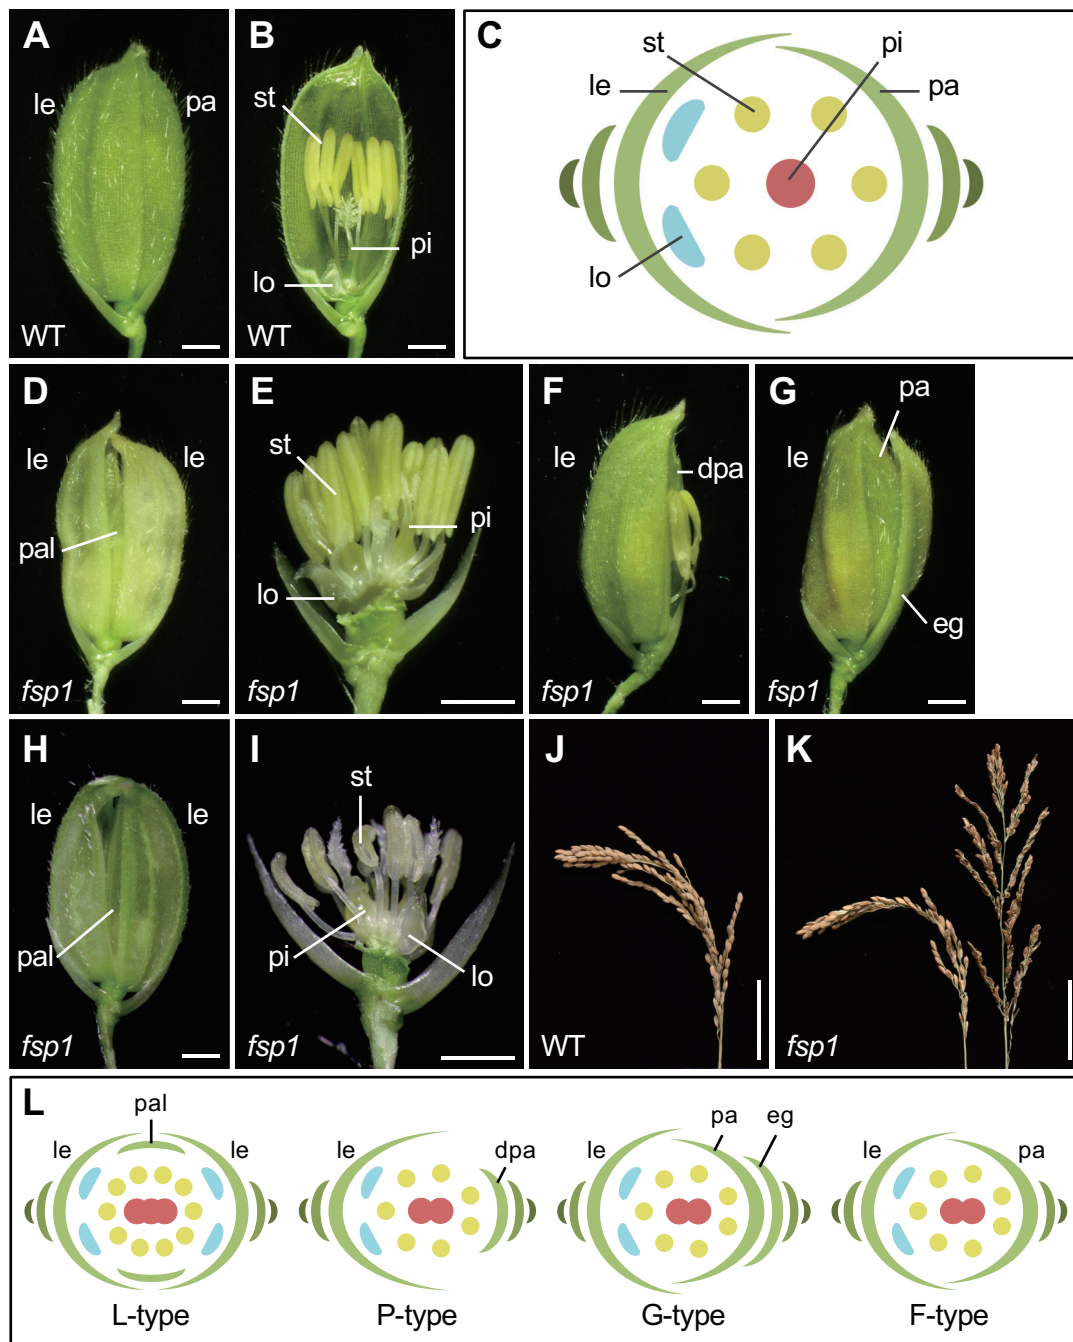 A
le
pa
WT
B
st
pi
lo
WT
C
st
pi
le
pa
lo
D
le
le
pal
fsp1
E
st
pi
lo
fsp1
F
le
dpa
fsp1
G
pa
le
eg
fsp1
H
le
le
pal
fsp1
I
st
pi
lo
fsp1
J
WT
K
fsp1
L
pal
le
le
L-type
le
dpa
P-type
le
pa
eg
G-type
le
pa
F-type